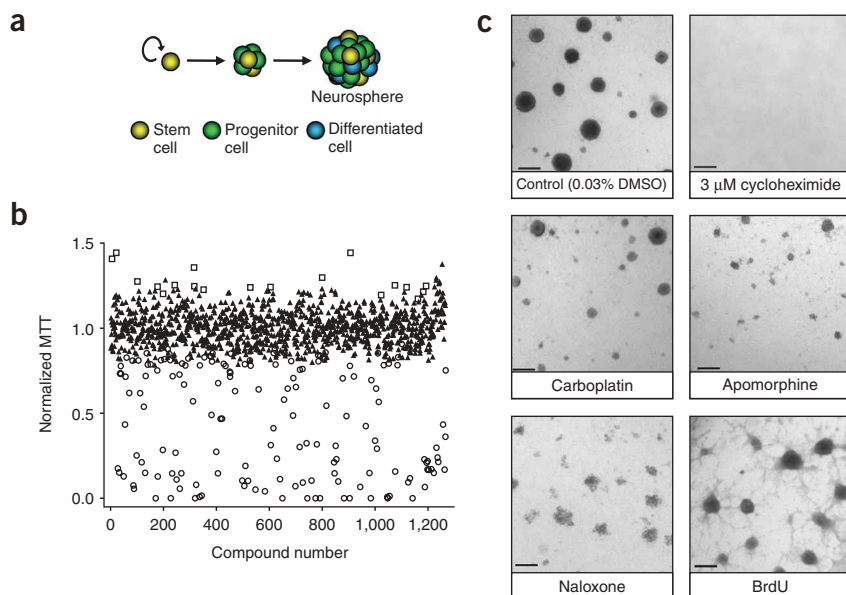 a
Neurosphere
Stem cell
Progenitor cell
Differentiated cell
b
Normalized MTT
1.5
1.0
0.5
0.0
0 200 400 600 800 1,000 1,200
Compound number
c
Control (0.03% DMSO)
3 μM cycloheximide
Carboplatin
Apomorphine
Naloxone
BrdU